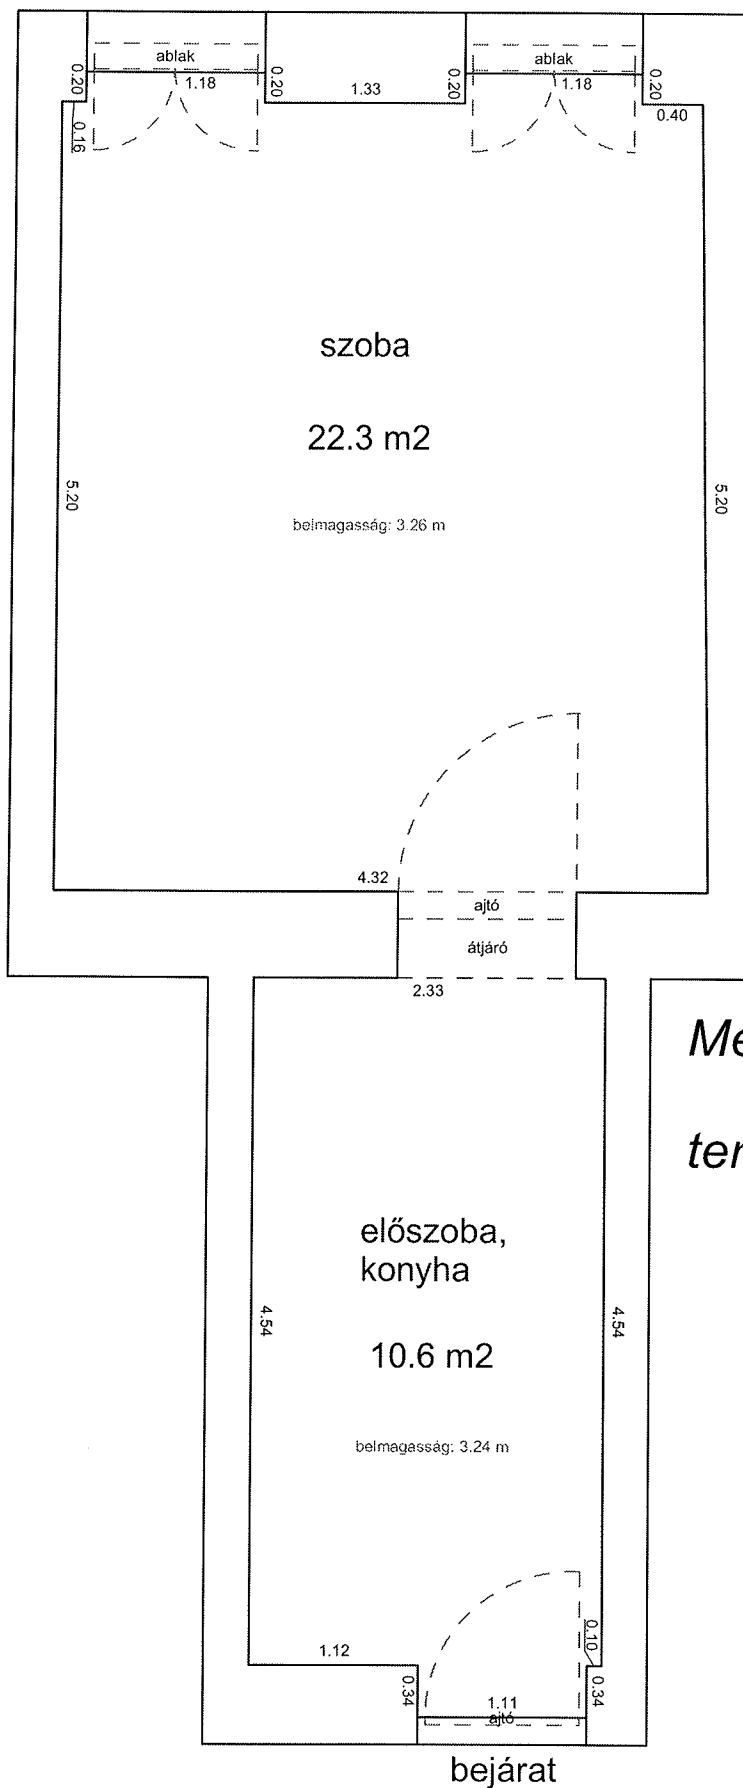 ablak
ablak
0.20
1.18
0.20
1.33
0.20
1.18
0.20
0.16
0.40
szoba
22.3 m2
belmagasság: 3.26 m
5.20
5.20
4.32
ajtó
átjáró
2.33
előszoba,
konyha
10.6 m2
belmagasság: 3.24 m
4.54
4.54
1.12
0.34
1.11
0.10
0.34
ajtó
bejárat